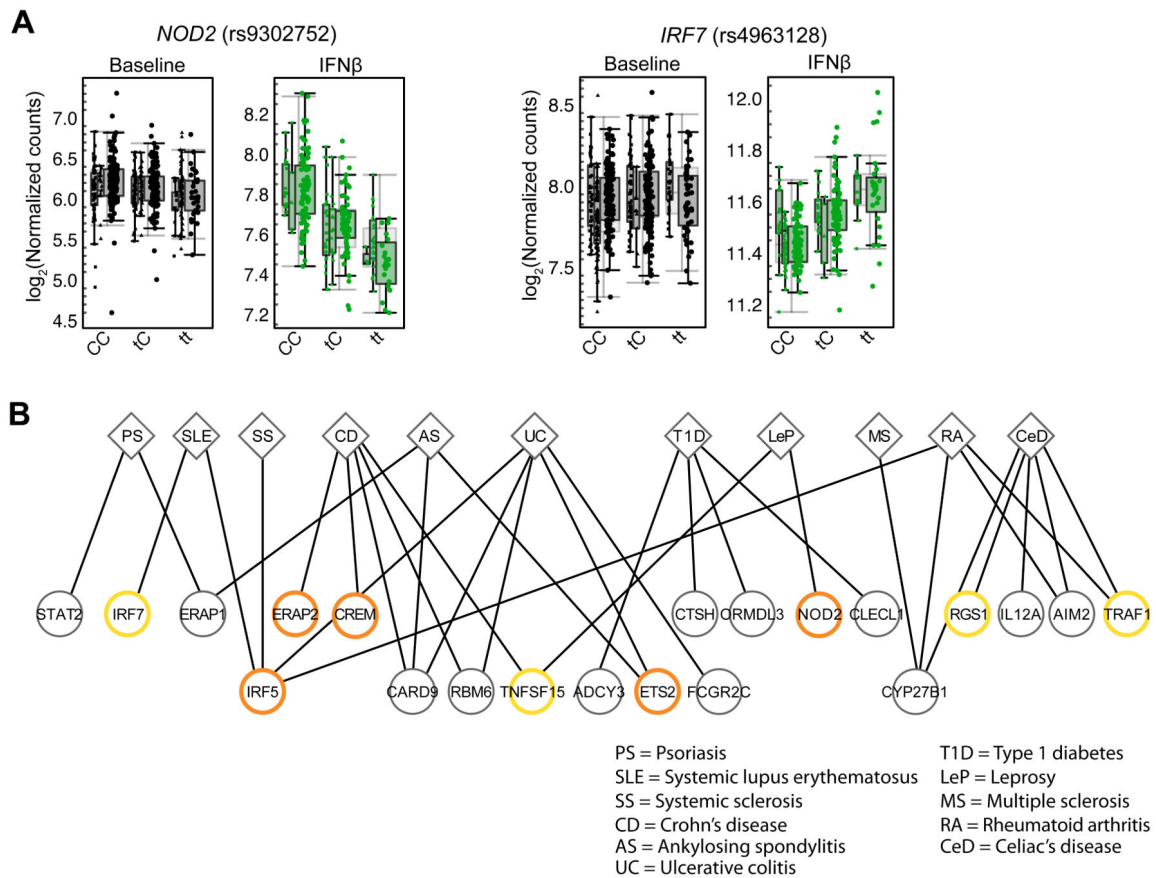 A
NOD2 (rs9302752)
Baseline
IFNβ
log2(Normalized counts)
7.0
6.5
6.0
5.5
5.0
4.5
8.2
8.0
7.8
7.6
7.4
7.2
CC
tC
tt
CC
tC
tt
IRF7 (rs4963128)
Baseline
IFNβ
log2(Normalized counts)
8.5
8.0
7.5
12.0
11.8
11.6
11.4
11.2
CC
tC
tt
CC
tC
tt
B
PS SLE SS CD AS UC T1D LeP MS RA CeD
STAT2 IRF7 ERAP1 ERAP2 CREM CTSH ORMDL3 NOD2 CLECL1 RGS1 IL12A AIM2 TRAF1
IRF5 CARD9 RBM6 TNFSF15 ADCY3 ETS2 FCGR2C CYP27B1
PS = Psoriasis
SLE = Systemic lupus erythematosus
SS = Systemic sclerosis
CD = Crohn's disease
AS = Ankylosing spondylitis
UC = Ulcerative colitis
T1D = Type 1 diabetes
LeP = Leprosy
MS = Multiple sclerosis
RA = Rheumatoid arthritis
CeD = Celiac's disease